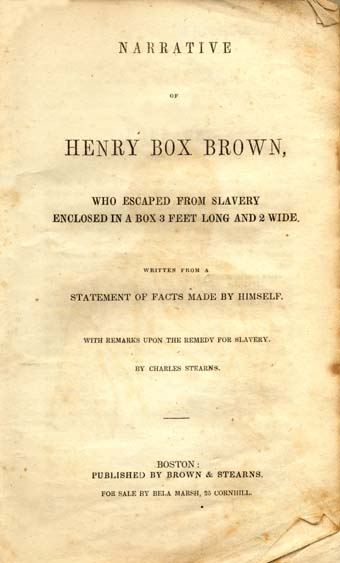 NARRATIVE
OF
HENRY BOX BROWN,
WHO ESCAPED FROM SLAVERY
ENCLOSED IN A BOX 3 FEET LONG AND 2 WIDE.
WRITTEN FROM A
STATEMENT OF FACTS MADE BY HIMSELF.
WITH REMARKS UPON THE REMEDY FOR SLAVERY.
BY CHARLES STEARNS.
BOSTON:
PUBLISHED BY BROWN & STEARNS.
FOR SALE BY BELA MARSH, 25 CORNHILL.